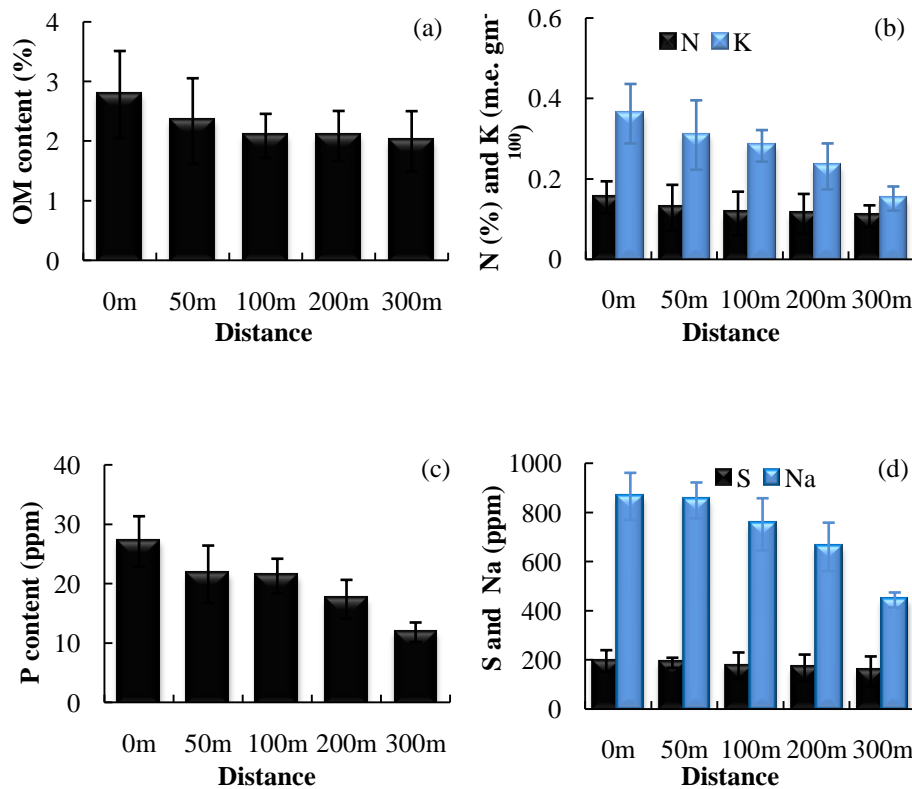 (a)
OM content (%)
4
3
2
1
0
0m 50m 100m 200m 300m
Distance
(b)
N (%) and K (m.e. gm-
100)
N K
0.6
0.4
0.2
0
0m 50m 100m 200m 300m
Distance
(c)
P content (ppm)
40
30
20
10
0
0m 50m 100m 200m 300m
Distance
(d)
S and Na (ppm)
S Na
1000
800
600
400
200
0
0m 50m 100m 200m 300m
Distance